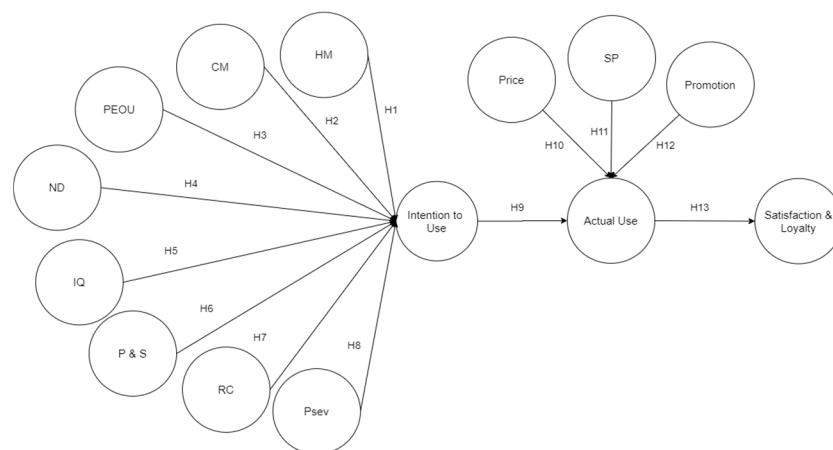 HM
CM
PEOU
ND
IQ
P & S
RC
Psev
H1
H2
H3
H4
H5
H6
H7
H8
Intention to
Use
H9
Price
SP
Promotion
H10
H11
H12
Actual Use
H13
Satisfaction &
Loyalty